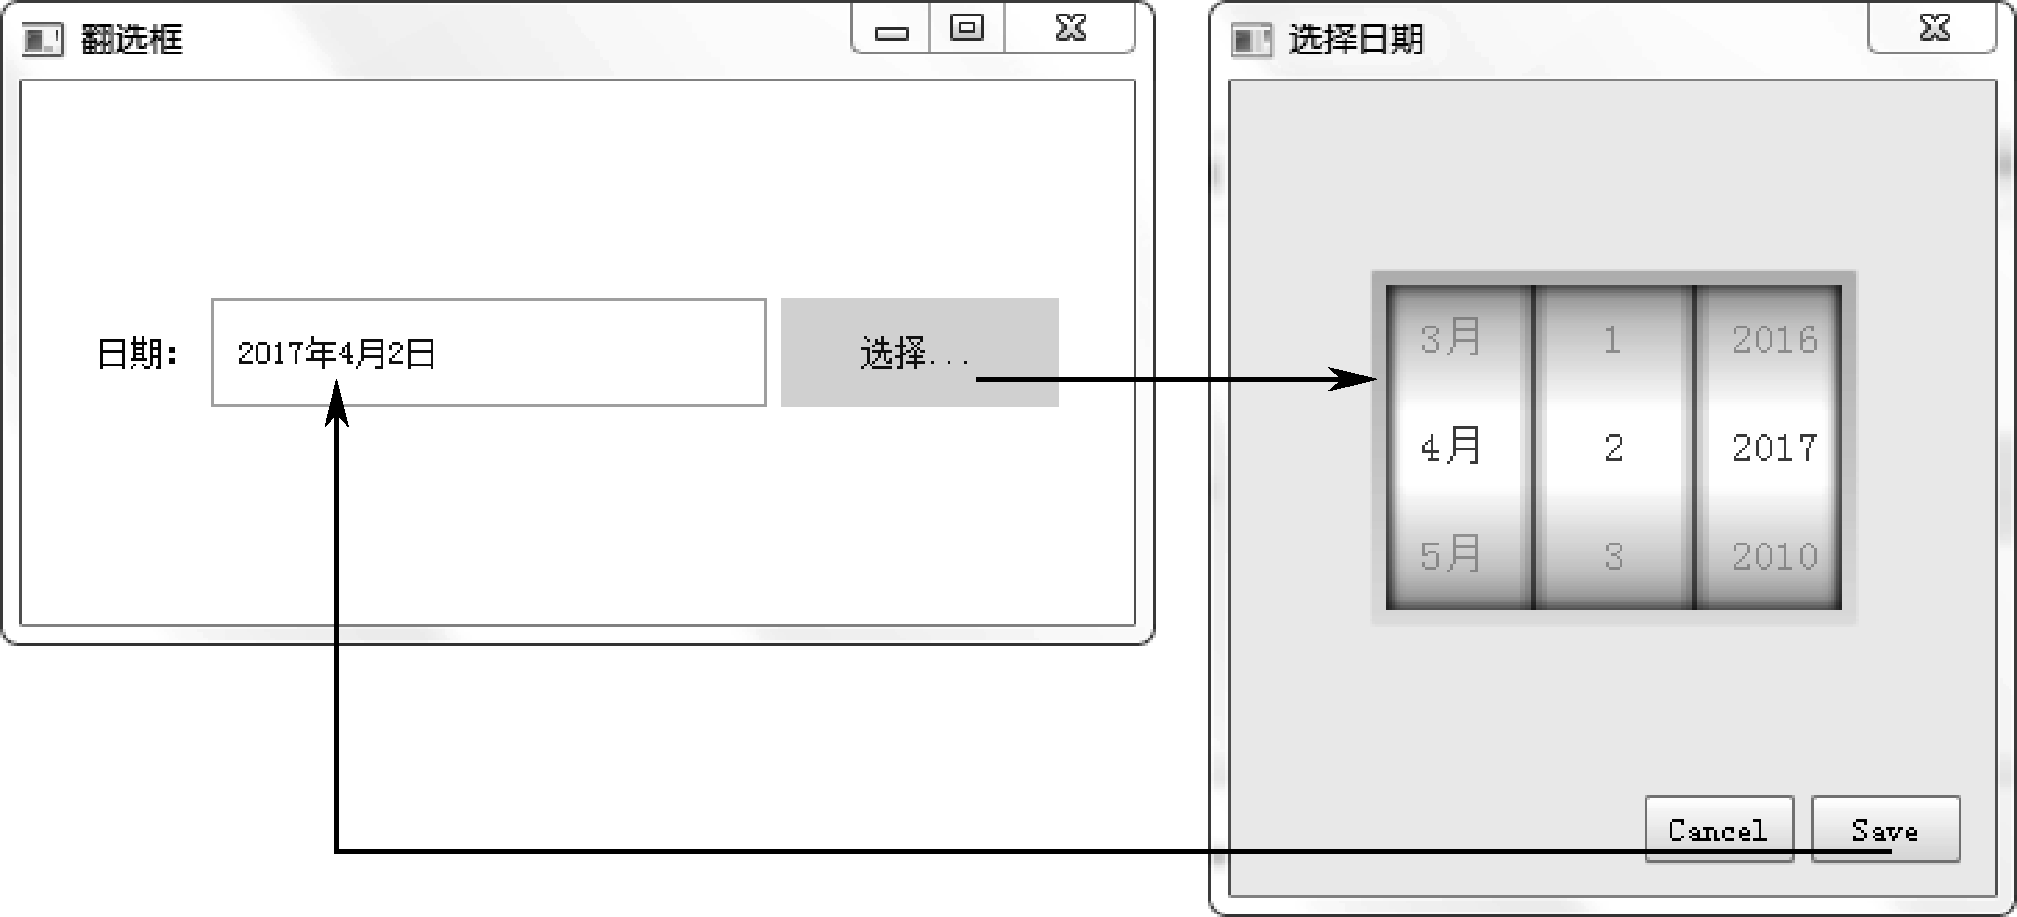 翻选框
日期：
2017年4月2日
选择...
选择日期
3月 1 2016
4月 2 2017
5月 3 2010
Cancel Save